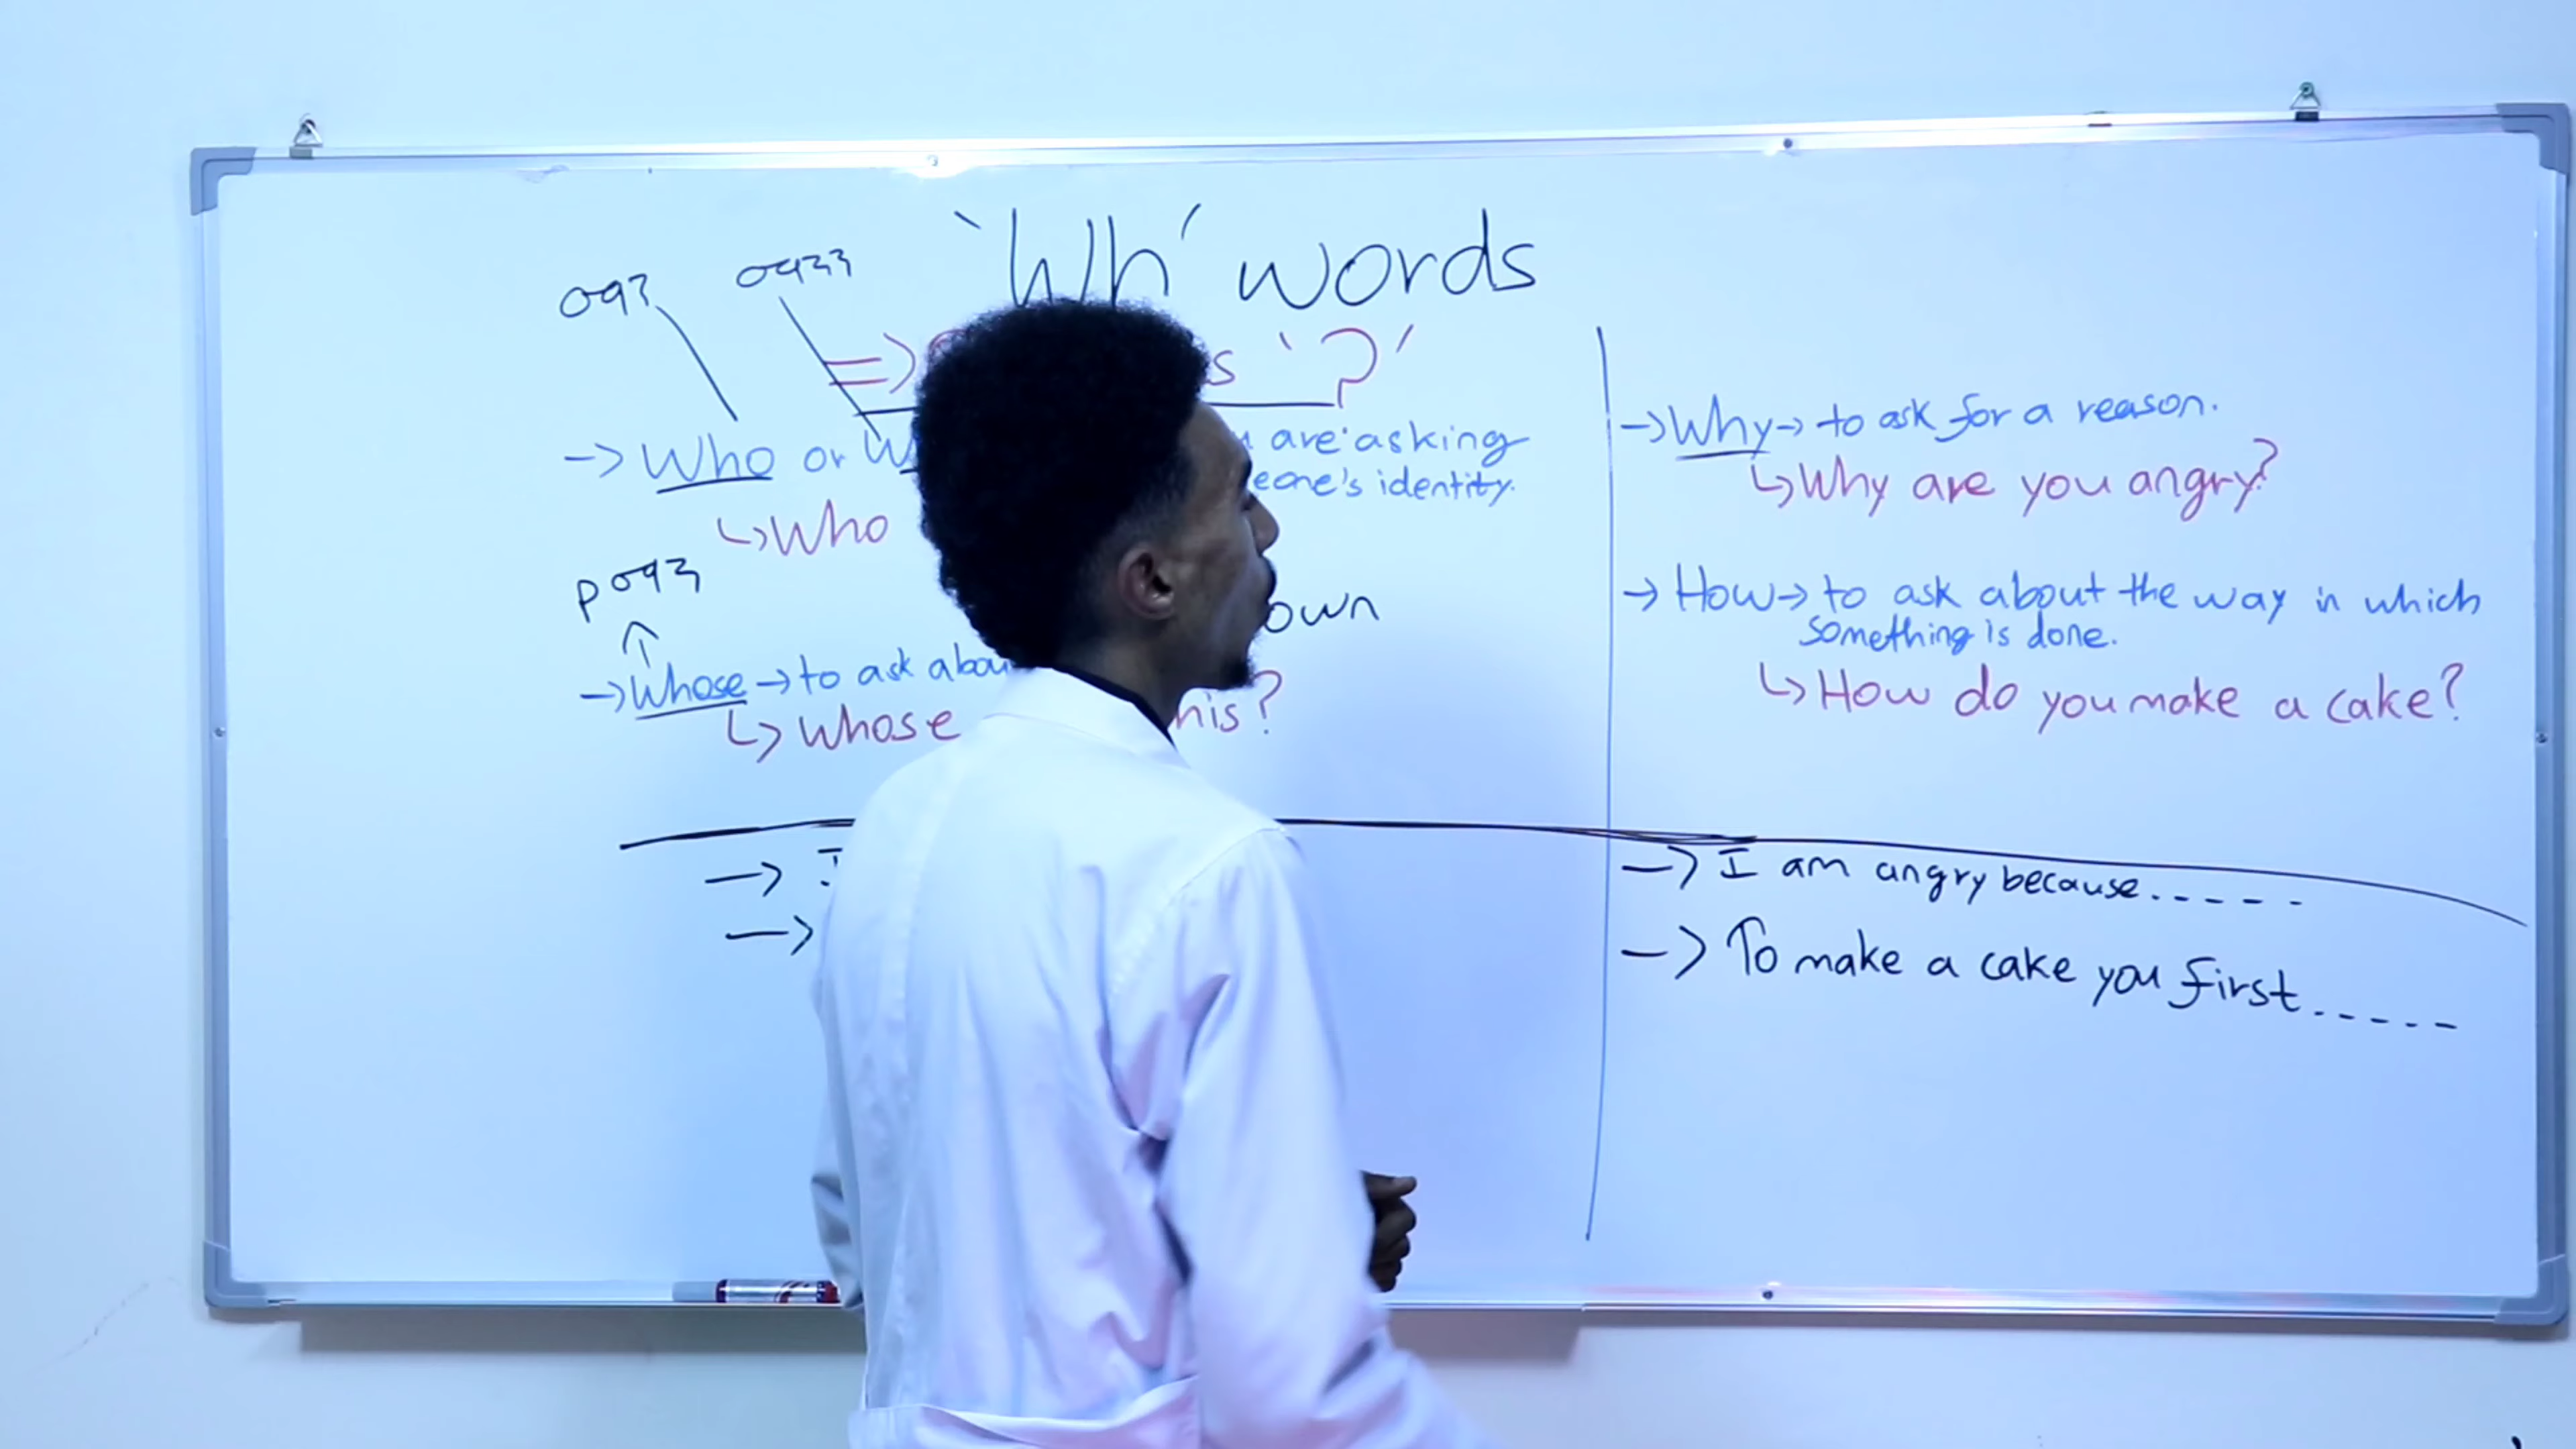 'Wh' words
ማን
ማንን
=> s '?'
-> Who or are asking
eone's identity.
↳ Who
የማን
↑
own
-> Whose -> to ask about
↳ Whose this?
-> I
->
-> Why -> to ask for a reason.
↳ Why are you angry?
-> How -> to ask about the way in which
something is done.
↳ How do you make a cake?
-> I am angry because......
-> To make a cake you first......